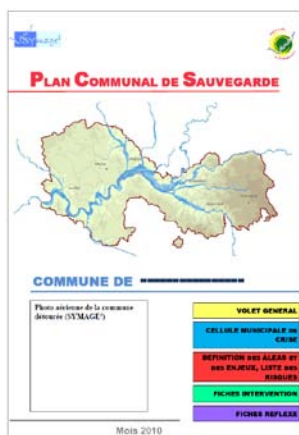 SYmage²
PLAN COMMUNAL DE SAUVEGARDE
COMMUNE DE -----------------
Photo aérienne de la commune
détourée (SYMAGE²)
VOLET GENERAL
CELLULE MUNICIPALE DE
CRISE
DEFINITION DES ALEAS ET
DES ENJEUX, LISTE DES
RISQUES
FICHES INTERVENTION
FICHES REFLEXE
Mois 2010